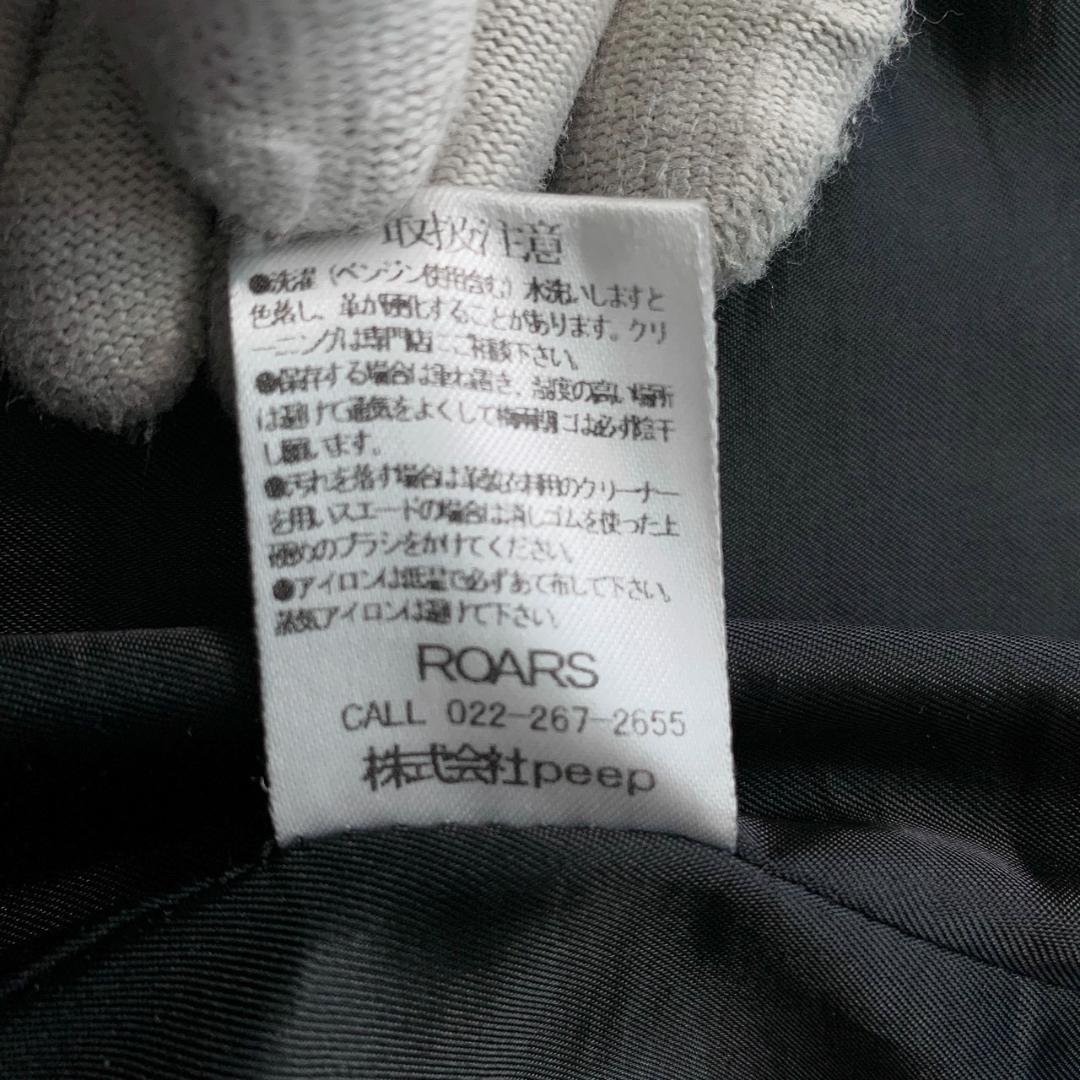 取扱注意
●洗濯（ベンジン使用含む）水洗いしますと
色落し、革が硬化することがあります。クリ
ーニングは専門店にご相談下さい。
●保存する場合は重ね置き、湿度の高い場所
は避けて通気をよくして梅雨期ゴは必ず陰干
し願います。
●汚れを落す場合は革製衣料用のクリーナー
を用いスエードの場合は消しゴムを使った上
硬めのブラシをかけてください。
●アイロンは低温で必ずあて布して下さい。
蒸気アイロンは避けて下さい。
ROARS
CALL 022-267-2655
株式会社peep